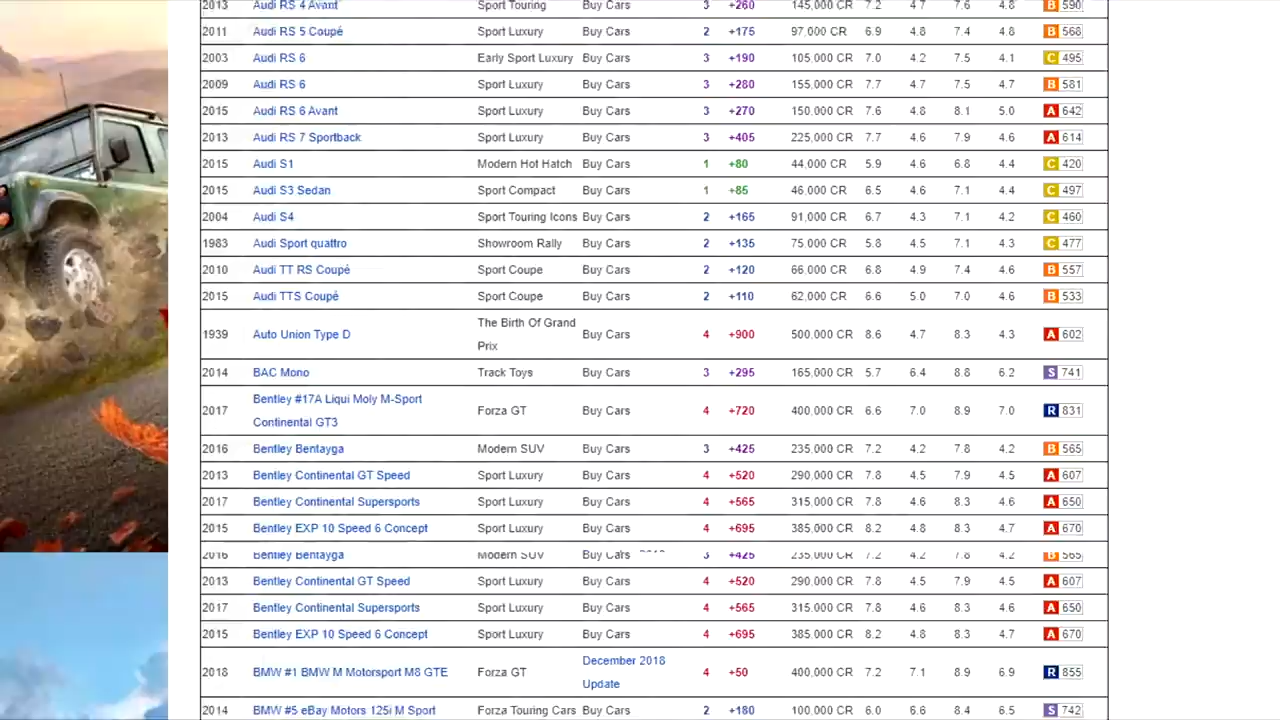 2013 Audi RS 4 Avant Sport Touring Buy Cars 3 +260 145,000 CR 7.2 4.7 7.6 4.8 B 590
2011 Audi RS 5 Coupé Sport Luxury Buy Cars 2 +175 97,000 CR 6.9 4.8 7.4 4.8 B 568
2003 Audi RS 6 Early Sport Luxury Buy Cars 3 +190 105,000 CR 7.0 4.2 7.5 4.1 C 495
2009 Audi RS 6 Sport Luxury Buy Cars 3 +280 155,000 CR 7.7 4.7 7.5 4.7 B 581
2015 Audi RS 6 Avant Sport Luxury Buy Cars 3 +270 150,000 CR 7.6 4.8 8.1 5.0 A 642
2013 Audi RS 7 Sportback Sport Luxury Buy Cars 3 +405 225,000 CR 7.7 4.6 7.9 4.6 A 614
2015 Audi S1 Modern Hot Hatch Buy Cars 1 +80 44,000 CR 5.9 4.6 6.8 4.4 C 420
2015 Audi S3 Sedan Sport Compact Buy Cars 1 +85 46,000 CR 6.5 4.6 7.1 4.4 C 497
2004 Audi S4 Sport Touring Icons Buy Cars 2 +165 91,000 CR 6.7 4.3 7.1 4.2 C 460
1983 Audi Sport quattro Showroom Rally Buy Cars 2 +135 75,000 CR 5.8 4.5 7.1 4.3 C 477
2010 Audi TT RS Coupé Sport Coupe Buy Cars 2 +120 66,000 CR 6.8 4.9 7.4 4.6 B 557
2015 Audi TTS Coupé Sport Coupe Buy Cars 2 +110 62,000 CR 6.6 5.0 7.0 4.6 B 533
The Birth Of Grand
1939 Auto Union Type D Buy Cars 4 +900 500,000 CR 8.6 4.7 8.3 4.3 A 602
Prix
2014 BAC Mono Track Toys Buy Cars 3 +295 165,000 CR 5.7 6.4 8.8 6.2 S 741
Bentley #17A Liqui Moly M-Sport
2017 Forza GT Buy Cars 4 +720 400,000 CR 6.6 7.0 8.9 7.0 R 831
Continental GT3
2016 Bentley Bentayga Modern SUV Buy Cars 3 +425 235,000 CR 7.2 4.2 7.8 4.2 B 565
2013 Bentley Continental GT Speed Sport Luxury Buy Cars 4 +520 290,000 CR 7.8 4.5 7.9 4.5 A 607
2017 Bentley Continental Supersports Sport Luxury Buy Cars 4 +565 315,000 CR 7.8 4.6 8.3 4.6 A 650
2015 Bentley EXP 10 Speed 6 Concept Sport Luxury Buy Cars 4 +695 385,000 CR 8.2 4.8 8.3 4.7 A 670
2016 Bentley Bentayga Modern SUV Buy Cars 3 +425 235,000 CR 7.2 4.2 7.8 4.2 B 565
2013 Bentley Continental GT Speed Sport Luxury Buy Cars 4 +520 290,000 CR 7.8 4.5 7.9 4.5 A 607
2017 Bentley Continental Supersports Sport Luxury Buy Cars 4 +565 315,000 CR 7.8 4.6 8.3 4.6 A 650
2015 Bentley EXP 10 Speed 6 Concept Sport Luxury Buy Cars 4 +695 385,000 CR 8.2 4.8 8.3 4.7 A 670
December 2018
2018 BMW #1 BMW M Motorsport M8 GTE Forza GT 4 +50 400,000 CR 7.2 7.1 8.9 6.9 R 855
Update
2014 BMW #5 eBay Motors 125i M Sport Forza Touring Cars Buy Cars 2 +180 100,000 CR 6.0 6.6 8.4 6.5 S 742